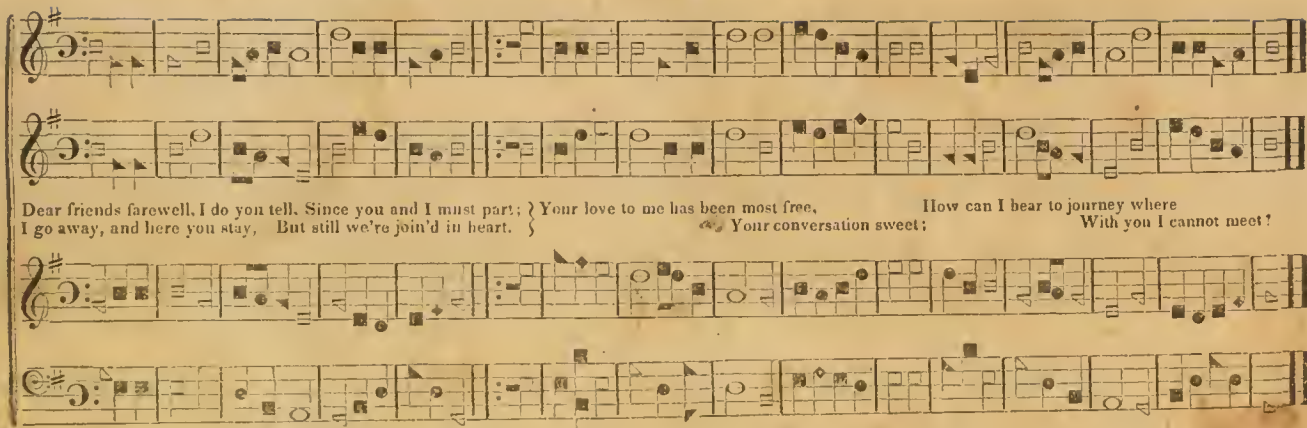 Dear friends farewell, I do you tell, Since you and I must part; } Your love to me has been most free, How can I bear to journey where
I go away, and here you stay, But still we're join'd in heart. } Your conversation sweet; With you I cannot meet?